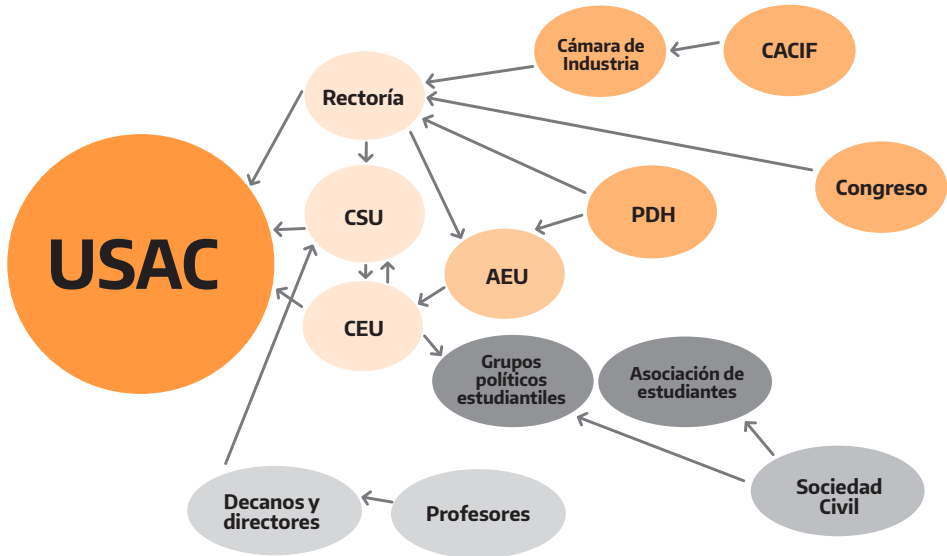 Cámara de
Industria
CACIF
Rectoría
Congreso
CSU
PDH
USAC
AEU
CEU
Grupos
políticos
estudiantiles
Asociación de
estudiantes
Decanos y
directores
Profesores
Sociedad
Civil